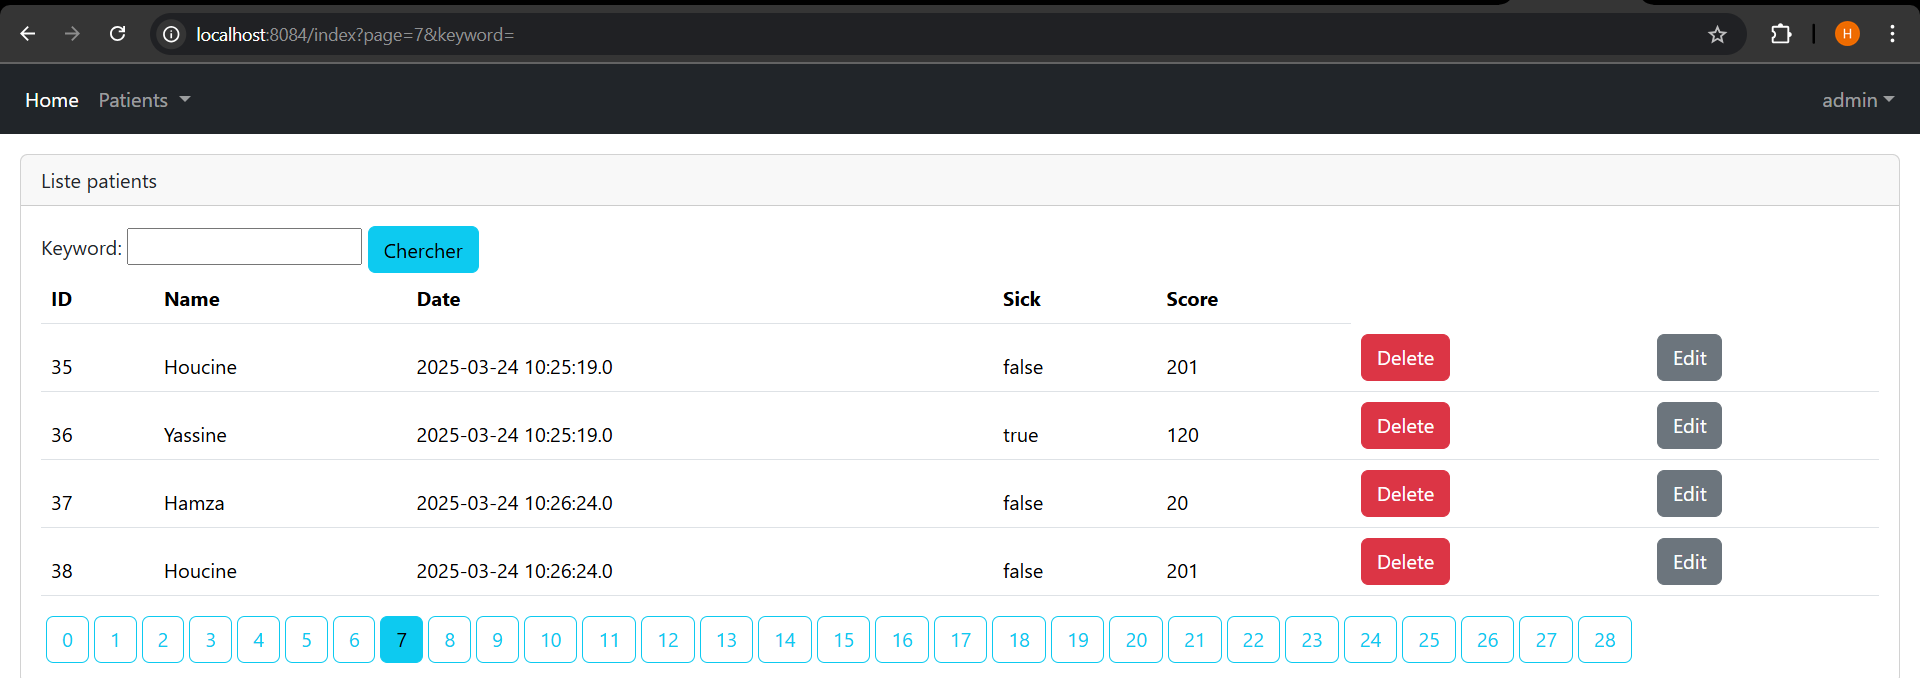 localhost:8084/index?page=7&keyword=
H
Home Patients admin
Liste patients
Keyword: Chercher
ID Name Date Sick Score
35 Houcine 2025-03-24 10:25:19.0 false 201 Delete Edit
36 Yassine 2025-03-24 10:25:19.0 true 120 Delete Edit
37 Hamza 2025-03-24 10:26:24.0 false 20 Delete Edit
38 Houcine 2025-03-24 10:26:24.0 false 201 Delete Edit
0 1 2 3 4 5 6 7 8 9 10 11 12 13 14 15 16 17 18 19 20 21 22 23 24 25 26 27 28